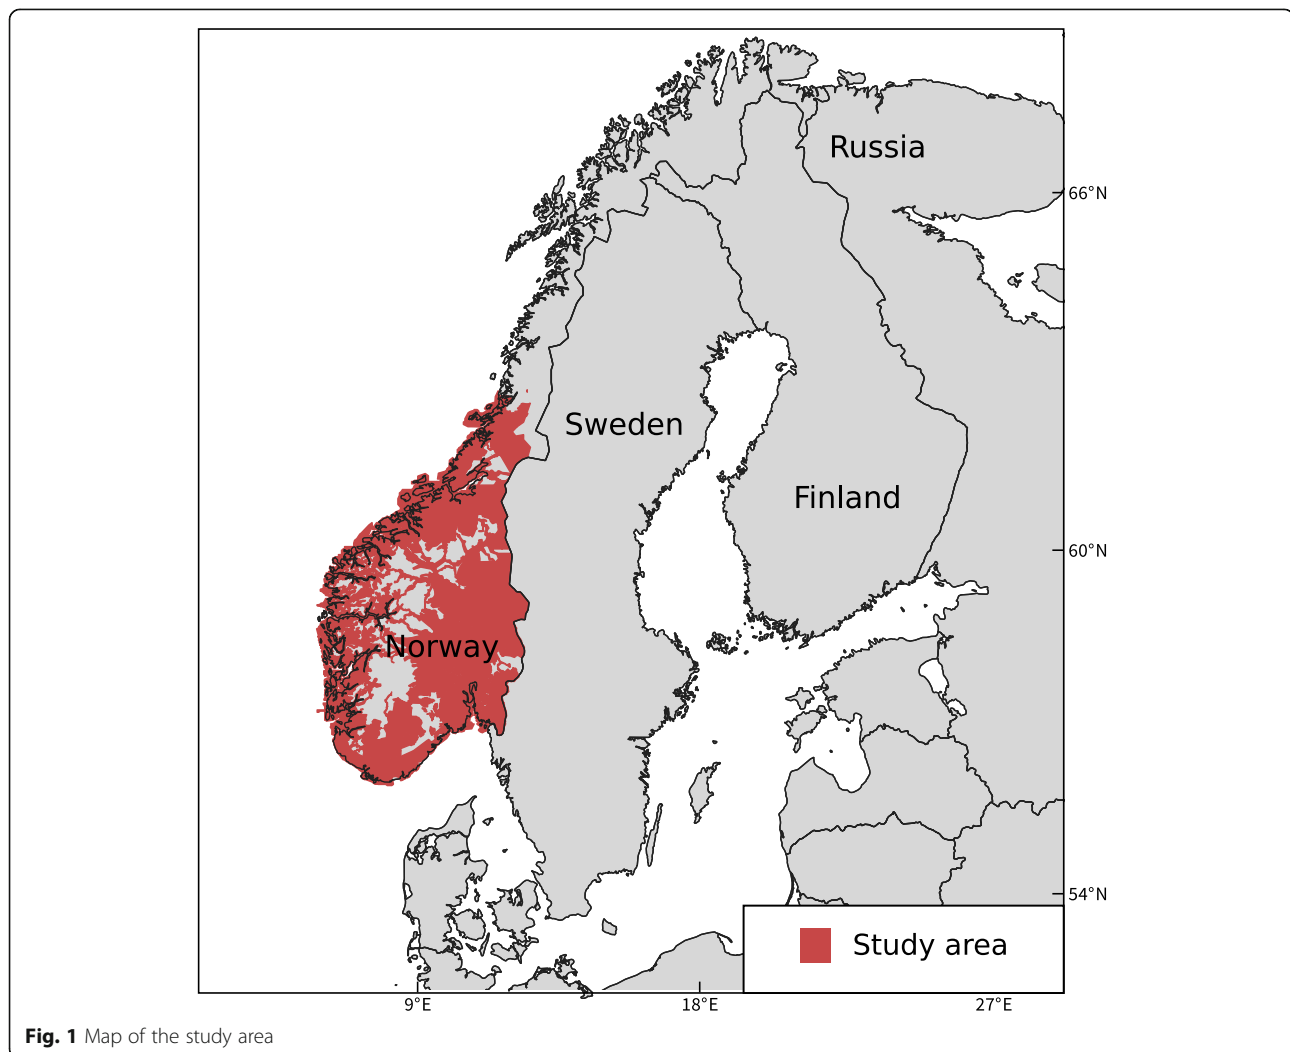 Russia
66°N
Sweden
Finland
60°N
Norway
54°N
Study area
9°E
18°E
27°E
Fig. 1 Map of the study area